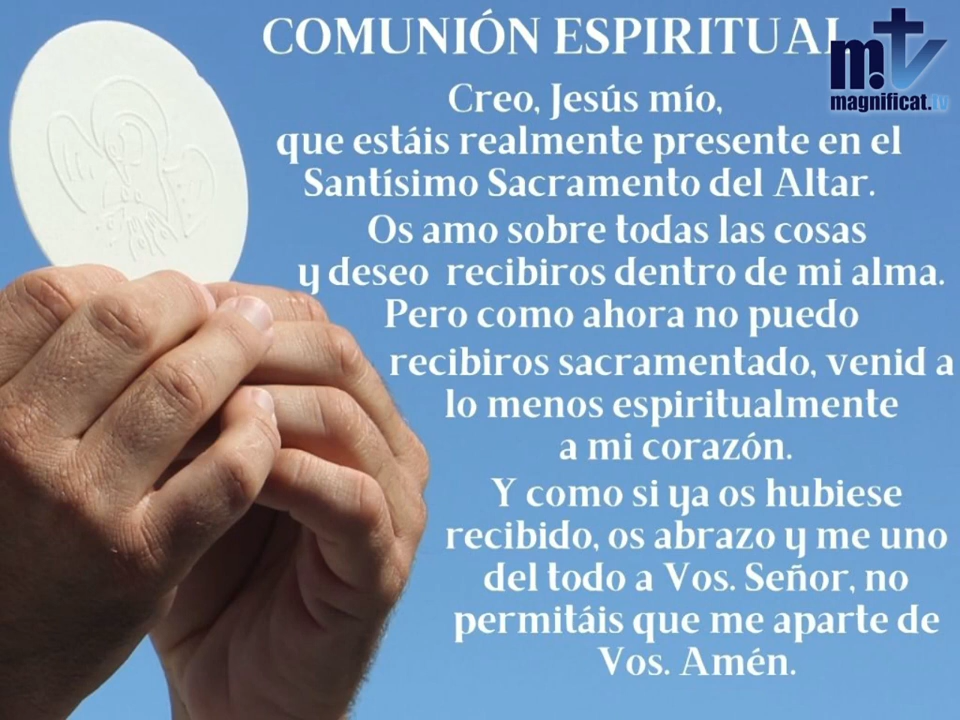 COMUNIÓN ESPIRITUAL
m.tv
magnificat.tv
Creo, Jesús mío,
que estáis realmente presente en el
Santísimo Sacramento del Altar.
Os amo sobre todas las cosas
y deseo recibiros dentro de mi alma.
Pero como ahora no puedo
recibiros sacramentado, venid a
lo menos espiritualmente
a mi corazón.
Y como si ya os hubiese
recibido, os abrazo y me uno
del todo a Vos. Señor, no
permitáis que me aparte de
Vos. Amén.